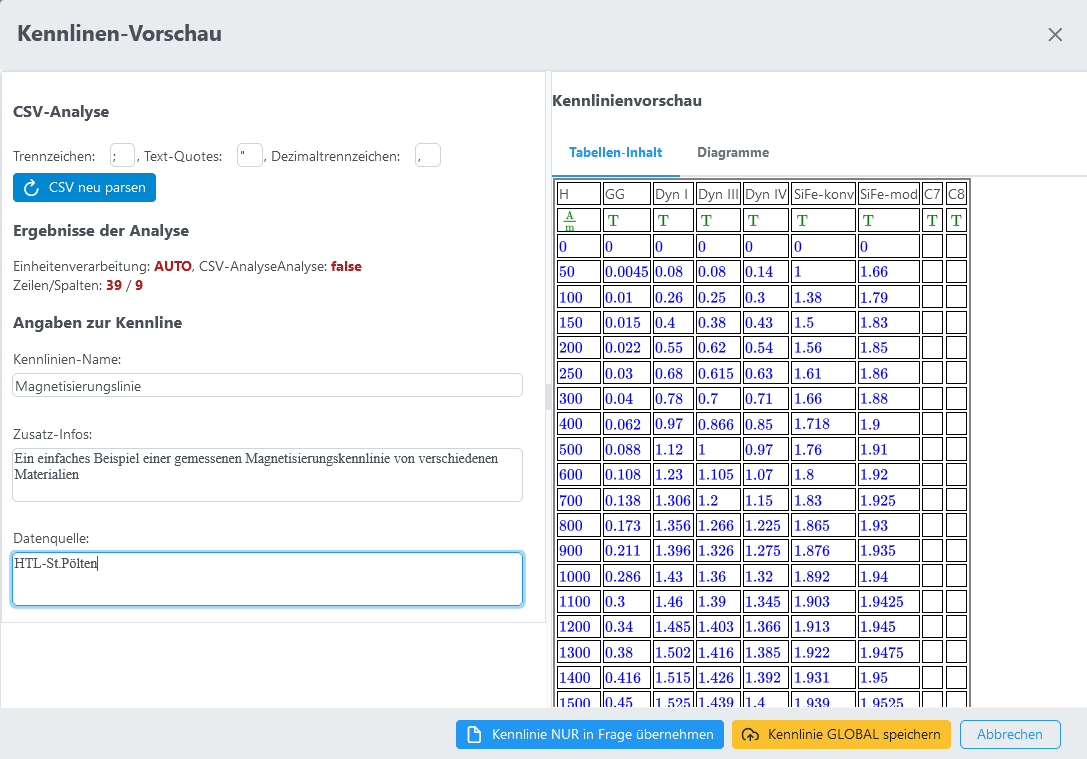 Kennlinen-Vorschau
CSV-Analyse
Trennzeichen: ; , Text-Quotes: " , Dezimaltrennzeichen: ,
CSV neu parsen
Ergebnisse der Analyse
Einheitenverarbeitung: AUTO, CSV-AnalyseAnalyse: false
Zeilen/Spalten: 39 / 9
Angaben zur Kennline
Kennlinien-Name:
Magnetisierungslinie
Zusatz-Infos:
Ein einfaches Beispiel einer gemessenen Magnetisierungskennlinie von verschiedenen
Materialien
Datenquelle:
HTL-St.Pölten
Kennlinienvorschau
Tabellen-Inhalt Diagramme
H GG Dyn I Dyn III Dyn IV SiFe-konv SiFe-mod C7 C8
A/m T T T T T T T T
0 0 0 0 0 0 0
50 0.0045 0.08 0.08 0.14 1 1.66
100 0.01 0.26 0.25 0.3 1.38 1.79
150 0.015 0.4 0.38 0.43 1.5 1.83
200 0.022 0.55 0.62 0.54 1.56 1.85
250 0.03 0.68 0.615 0.63 1.61 1.86
300 0.04 0.78 0.7 0.71 1.66 1.88
400 0.062 0.97 0.866 0.85 1.718 1.9
500 0.088 1.12 1 0.97 1.76 1.91
600 0.108 1.23 1.105 1.07 1.8 1.92
700 0.138 1.306 1.2 1.15 1.83 1.925
800 0.173 1.356 1.266 1.225 1.865 1.93
900 0.211 1.396 1.326 1.275 1.876 1.935
1000 0.286 1.43 1.36 1.32 1.892 1.94
1100 0.3 1.46 1.39 1.345 1.903 1.9425
1200 0.34 1.485 1.403 1.366 1.913 1.945
1300 0.38 1.502 1.416 1.385 1.922 1.9475
1400 0.416 1.515 1.426 1.392 1.931 1.95
1500 0.45 1.525 1.439 1.4 1.939 1.9525
Kennlinie NUR in Frage übernehmen Kennlinie GLOBAL speichern Abbrechen